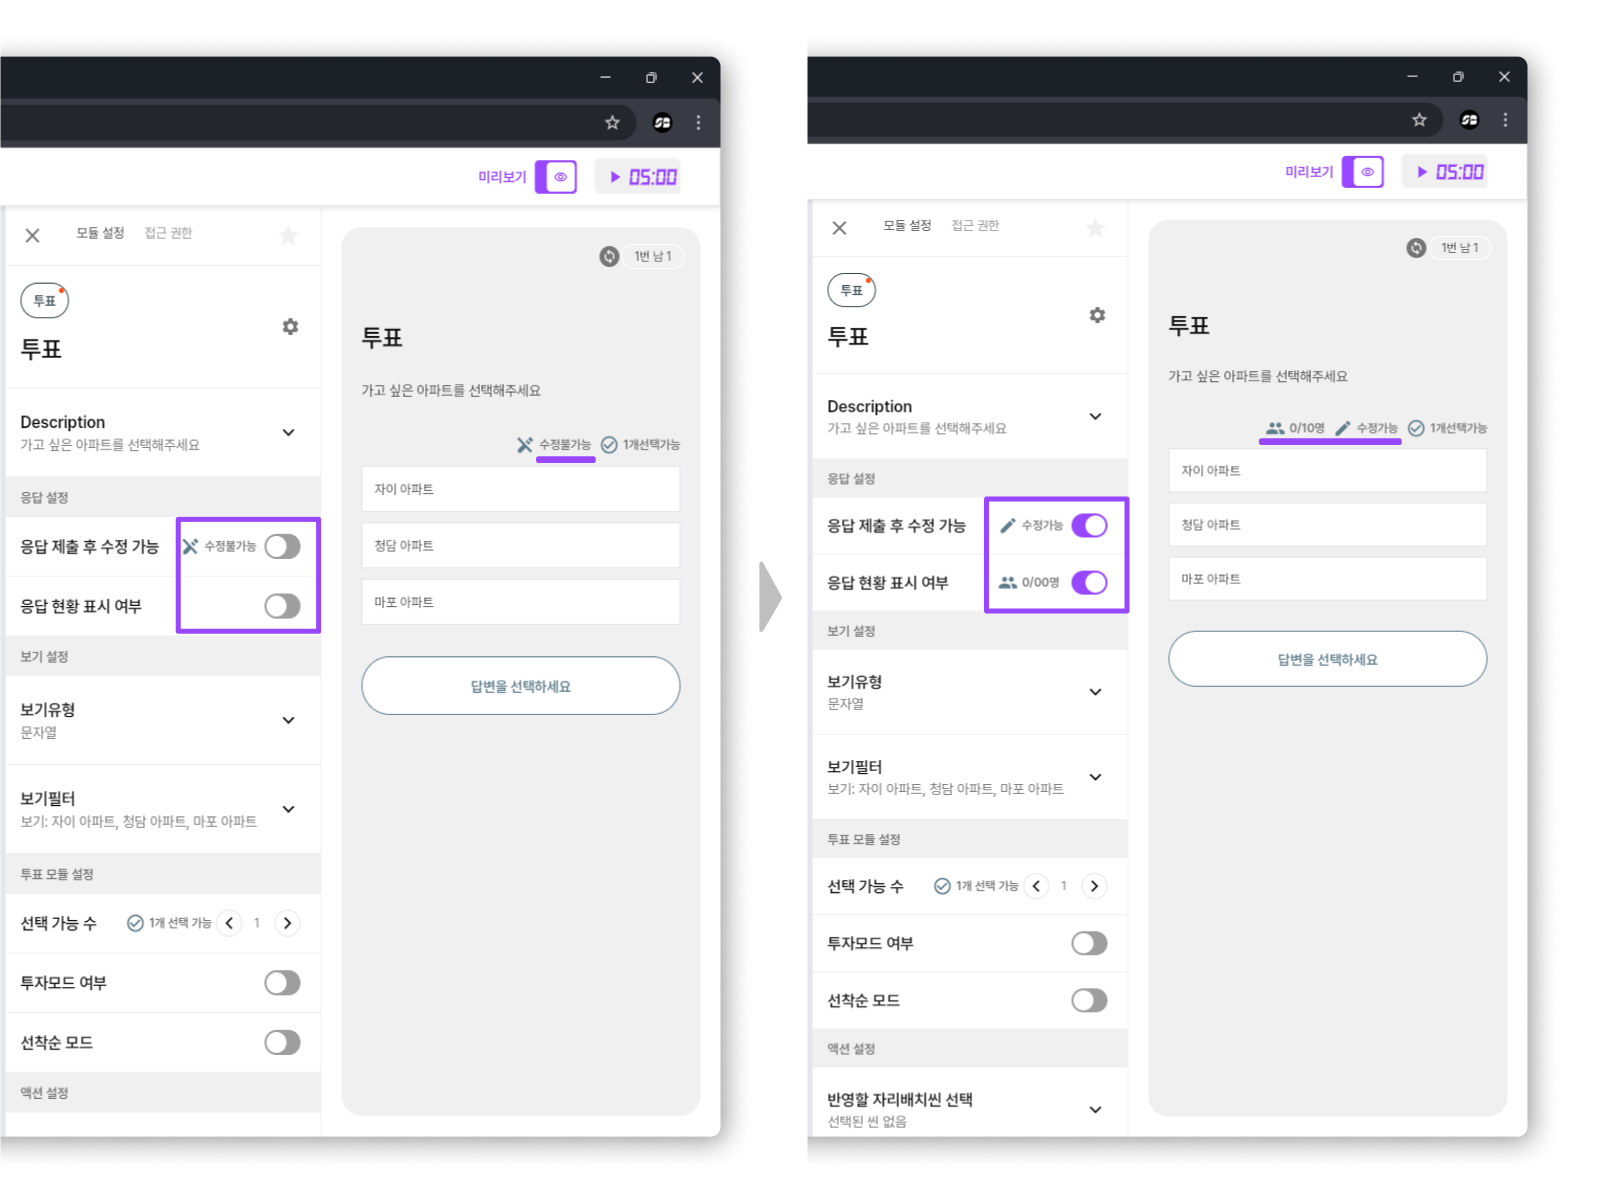 미리보기
05:00
모듈 설정 접근 권한
1번 남 1
투표
투표
투표
가고 싶은 아파트를 선택해주세요
Description
가고 싶은 아파트를 선택해주세요
수정불가능 1개선택가능
응답 설정
자이 아파트
응답 제출 후 수정 가능 수정불가능
청담 아파트
응답 현황 표시 여부
마포 아파트
보기 설정
답변을 선택하세요
보기유형
문자열
보기필터
보기: 자이 아파트, 청담 아파트, 마포 아파트
투표 모듈 설정
선택 가능 수 1개 선택 가능 1
투자모드 여부
선착순 모드
액션 설정
미리보기
05:00
모듈 설정 접근 권한
1번 남 1
투표
투표
투표
가고 싶은 아파트를 선택해주세요
Description
가고 싶은 아파트를 선택해주세요
0/10명 수정가능 1개선택가능
응답 설정
자이 아파트
응답 제출 후 수정 가능 수정가능
청담 아파트
응답 현황 표시 여부 0/00명
마포 아파트
보기 설정
답변을 선택하세요
보기유형
문자열
보기필터
보기: 자이 아파트, 청담 아파트, 마포 아파트
투표 모듈 설정
선택 가능 수 1개 선택 가능 1
투자모드 여부
선착순 모드
액션 설정
반영할 자리배치씬 선택
선택된 씬 없음